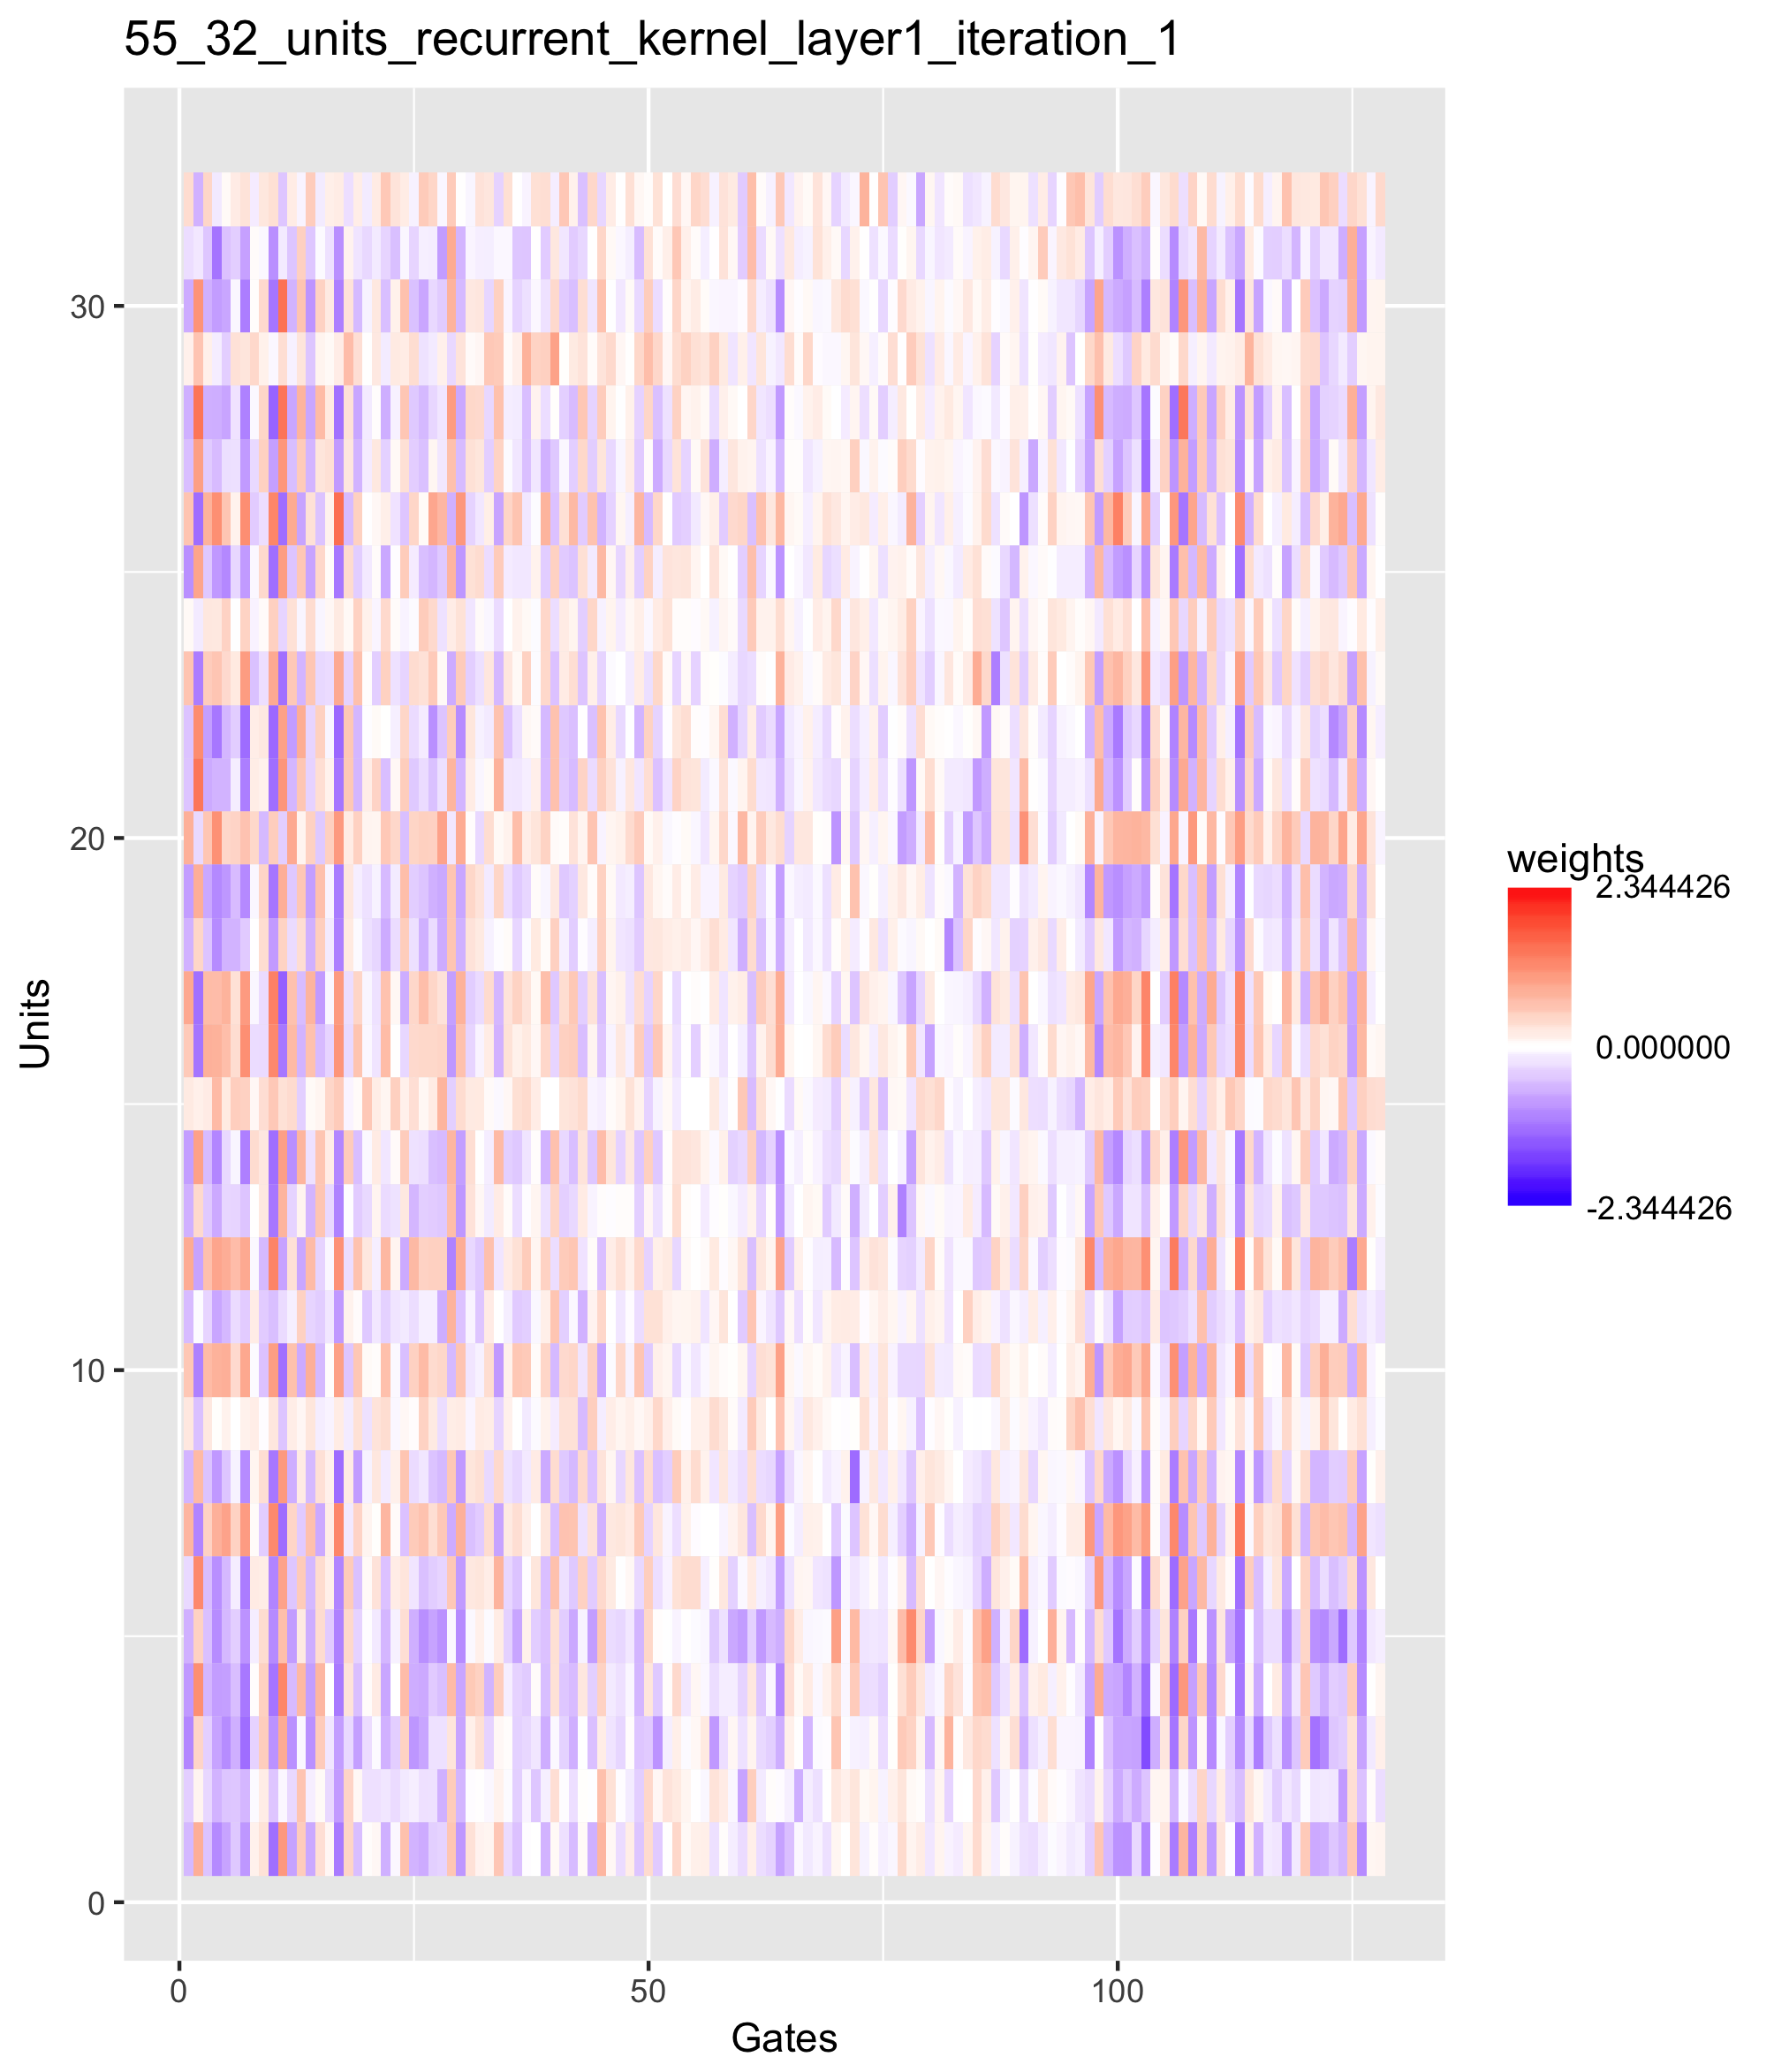 55_32_units_recurrent_kernel_layer1_iteration_1
30
20
10
0
Units
0
50
100
Gates
weights
2.344426
0.000000
-2.344426